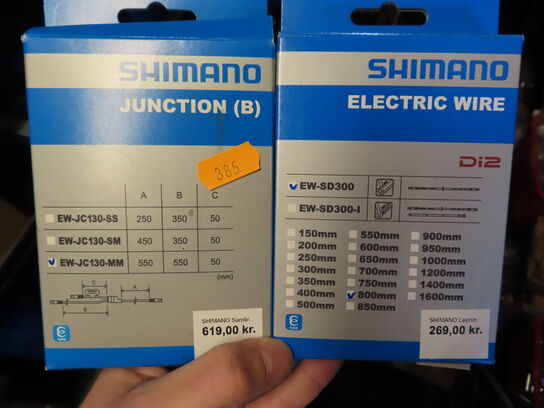 SHIMANO
JUNCTION (B)
385.
A B C
EW-JC130-SS 250 350 50
EW-JC130-SM 450 350 50
EW-JC130-MM 550 550 50
(mm)
C
A
B
E
Tube
SHIMANO Samlin
619,00 kr.
SHIMANO
ELECTRIC WIRE
Di2
EW-SD300
EW-SD300-I
150mm 550mm 900mm
200mm 600mm 950mm
250mm 650mm 1000mm
300mm 700mm 1200mm
350mm 750mm 1400mm
400mm 800mm 1600mm
500mm 850mm
E
Tube
SHIMANO Lednin
269,00 kr.